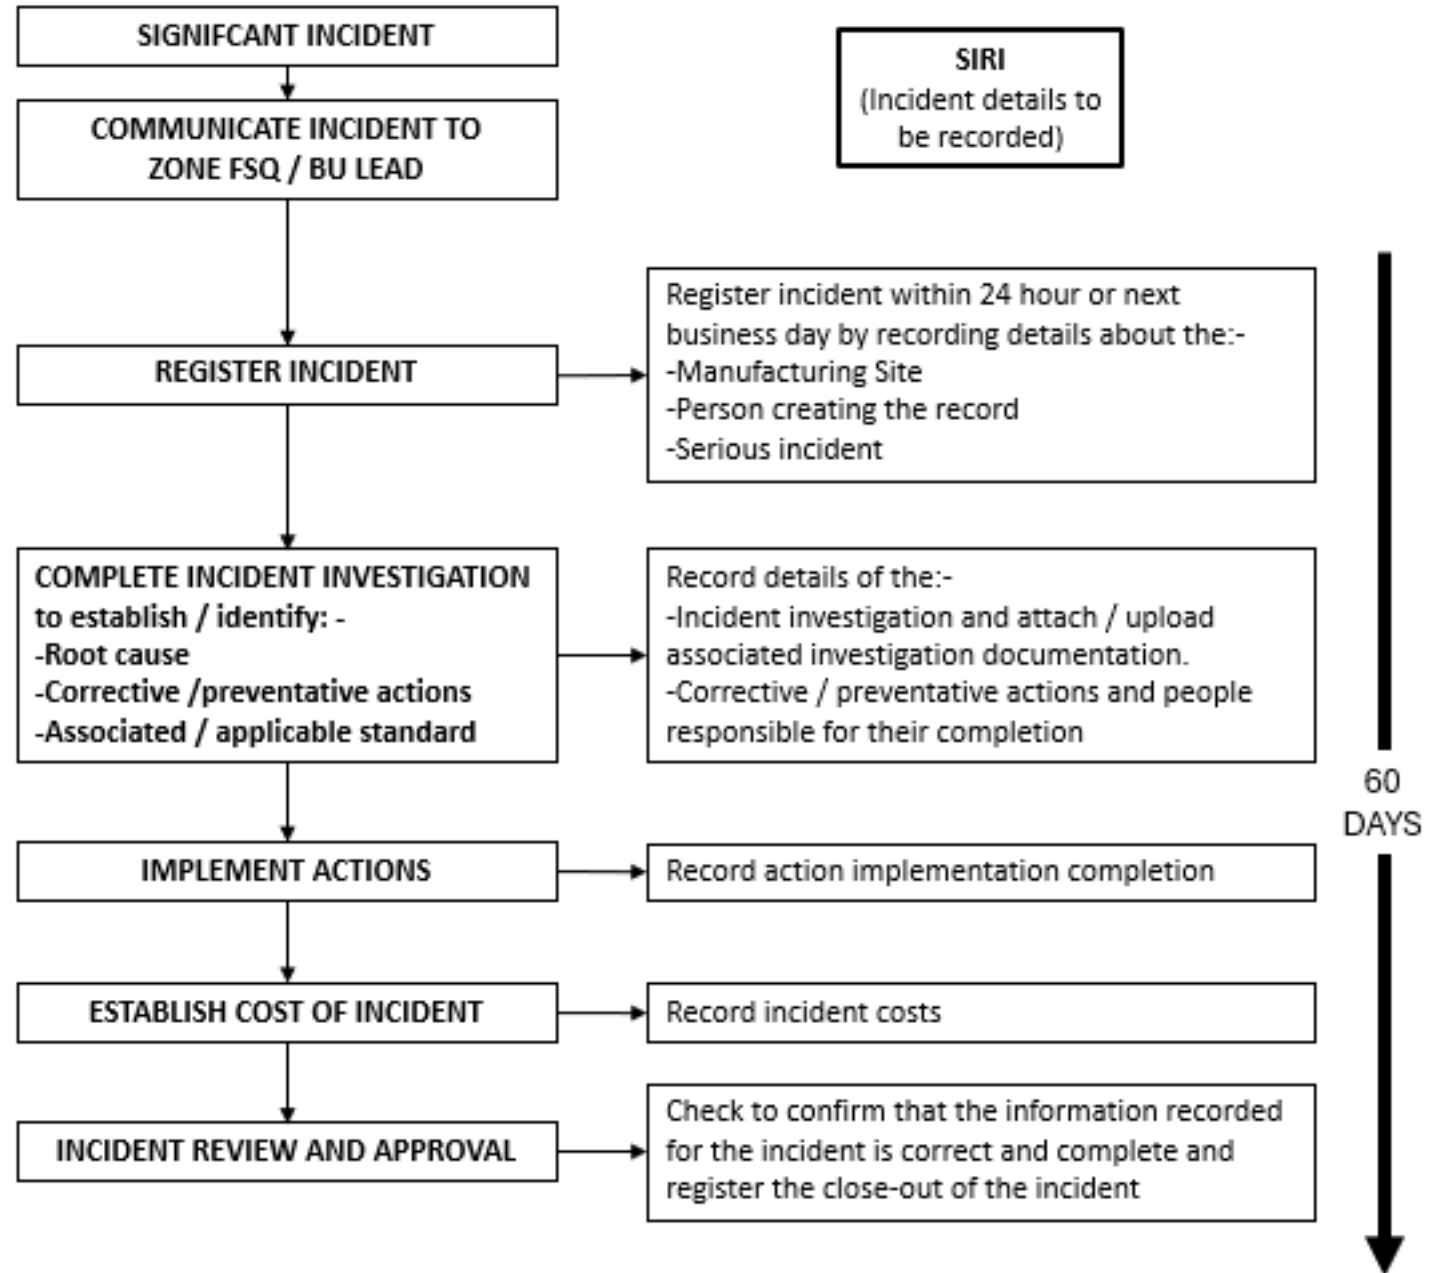 SIGNIFCANT INCIDENT
SIRI
(Incident details to
be recorded)
COMMUNICATE INCIDENT TO
ZONE FSQ / BU LEAD
REGISTER INCIDENT
Register incident within 24 hour or next
business day by recording details about the:-
-Manufacturing Site
-Person creating the record
-Serious incident
COMPLETE INCIDENT INVESTIGATION
to establish / identify: -
-Root cause
-Corrective /preventative actions
-Associated / applicable standard
Record details of the:-
-Incident investigation and attach / upload
associated investigation documentation.
-Corrective / preventative actions and people
responsible for their completion
60
DAYS
IMPLEMENT ACTIONS
Record action implementation completion
ESTABLISH COST OF INCIDENT
Record incident costs
INCIDENT REVIEW AND APPROVAL
Check to confirm that the information recorded
for the incident is correct and complete and
register the close-out of the incident